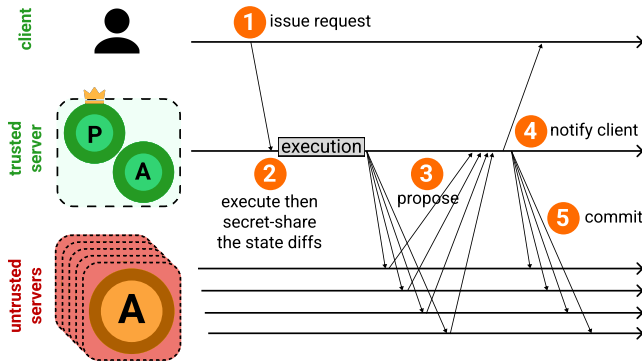 client
1 issue request
trusted
server
P
A
execution
2
execute then
secret-share
the state diffs
3
propose
4 notify client
5 commit
untrusted
servers
A